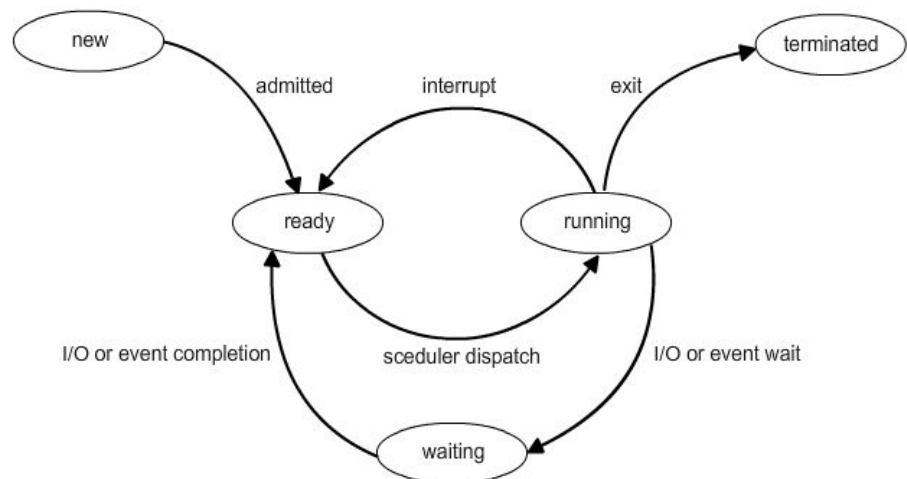 new
terminated
admitted
interrupt
exit
ready
running
I/O or event completion
sceduler dispatch
I/O or event wait
waiting